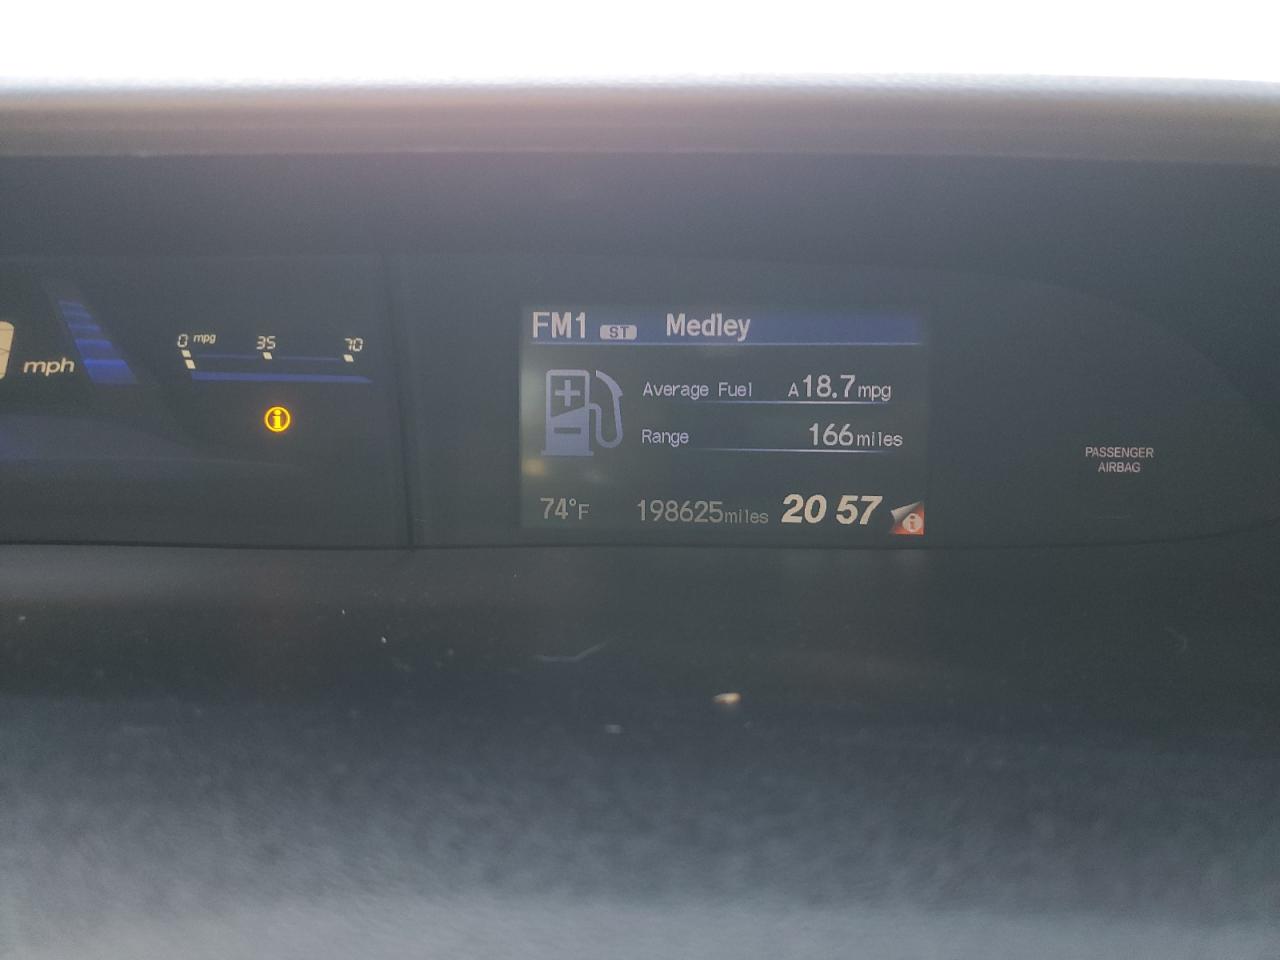 mph
0 mpg 35 70
FM1 ST Medley
Average Fuel A18.7mpg
Range 166miles
74°F 198625miles 20 57
PASSENGER
AIRBAG